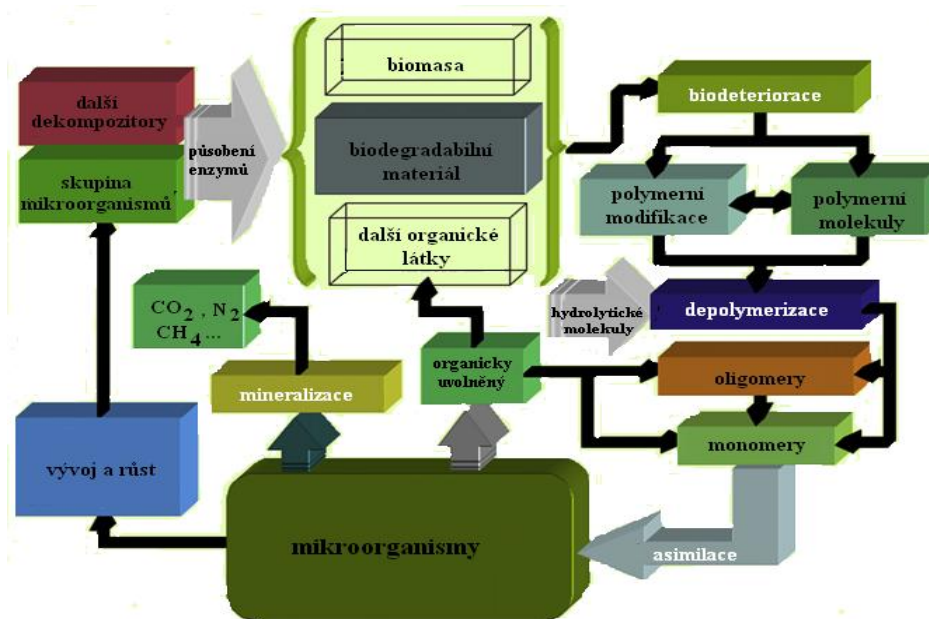 biomasa
další
dekompozitory
biodeteriorace
působení
enzymů
biodegradabilní
materiál
skupina
mikroorganismů
polymerní
modifikace
polymerní
molekuly
další organické
látky
CO2 , N2
CH4 ...
hydrolytické
molekuly
depolymerizace
organicky
uvolněný
oligomery
mineralizace
monomery
vývoj a růst
mikroorganismy
asimilace